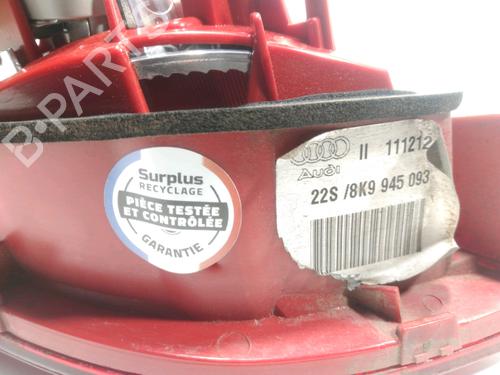 B-PARTS
Surplus
RECYCLAGE
PIÈCE TESTÉE
ET CONTRÔLÉE
GARANTIE
Audi
II 111212
22S /8K9 945 093